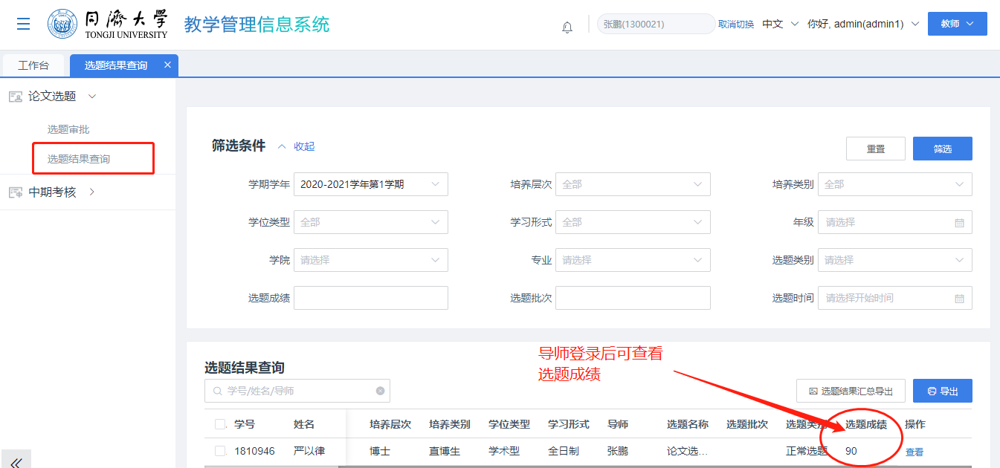 同濟大學
TONGJI UNIVERSITY
教学管理信息系统
张鹏(1300021)
取消切换
中文
你好, admin(admin1)
教师
工作台
选题结果查询 ×
论文选题
选题审批
选题结果查询
中期考核
筛选条件 收起
重置
筛选
学期学年 2020-2021学年第1学期 培养层次 全部 培养类别 全部
学位类型 全部 学习形式 全部 年级 请选择
学院 请选择 专业 请选择 选题类别 请选择
选题成绩 选题批次 选题时间 请选择开始时间
导师登录后可查看
选题成绩
选题结果查询
学号/姓名/导师
选题结果汇总导出
导出
学号 姓名 培养层次 培养类别 学位类型 学习形式 导师 选题名称 选题批次 选题类别 选题成绩 操作
1810946 严以律 博士 直博生 学术型 全日制 张鹏 论文选... 正常选题 90 查看